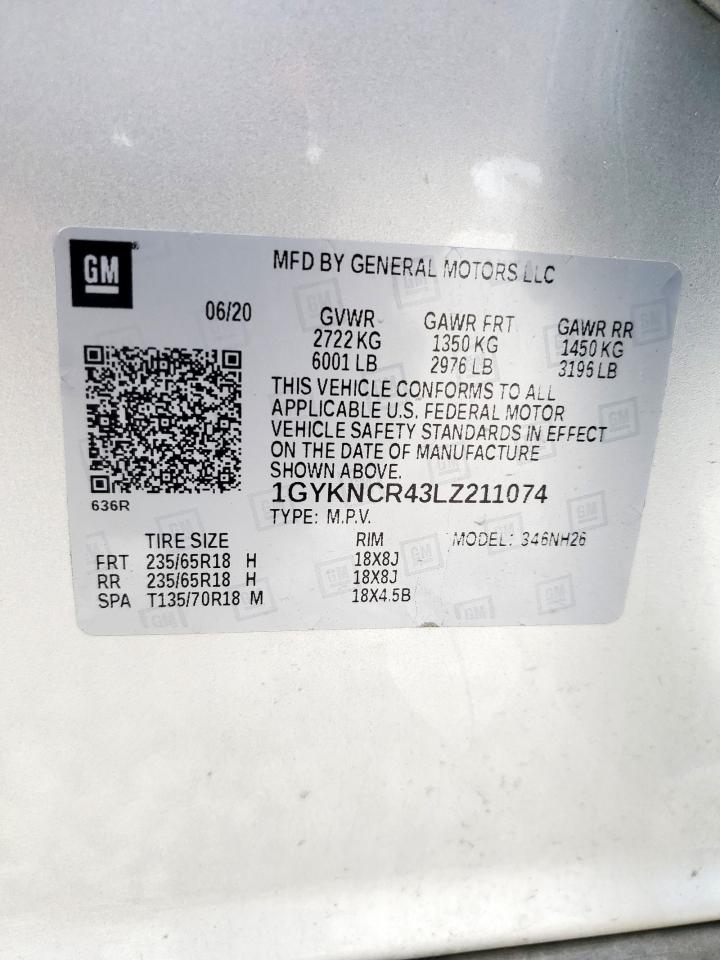 GM
MFD BY GENERAL MOTORS LLC
06/20
GVWR GAWR FRT GAWR RR
2722 KG 1350 KG 1450 KG
6001 LB 2976 LB 3196 LB
THIS VEHICLE CONFORMS TO ALL
APPLICABLE U.S. FEDERAL MOTOR
VEHICLE SAFETY STANDARDS IN EFFECT
ON THE DATE OF MANUFACTURE
SHOWN ABOVE.
1GYKNCR43LZ211074
636R
TYPE: M.P.V.
TIRE SIZE RIM MODEL: 346NH26
FRT 235/65R18 H 18X8J
RR 235/65R18 H 18X8J
SPA T135/70R18 M 18X4.5B